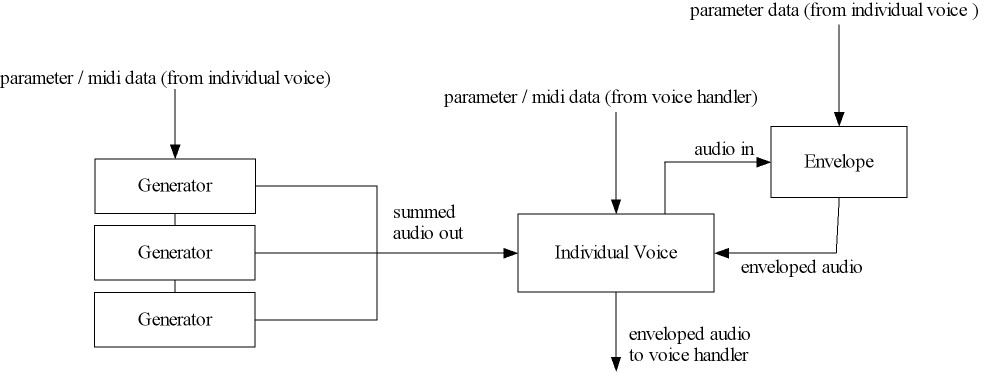 parameter data (from individual voice )
parameter / midi data (from individual voice)
parameter / midi data (from voice handler)
audio in
Envelope
Generator
summed
audio out
Generator
Individual Voice
enveloped audio
Generator
enveloped audio
to voice handler